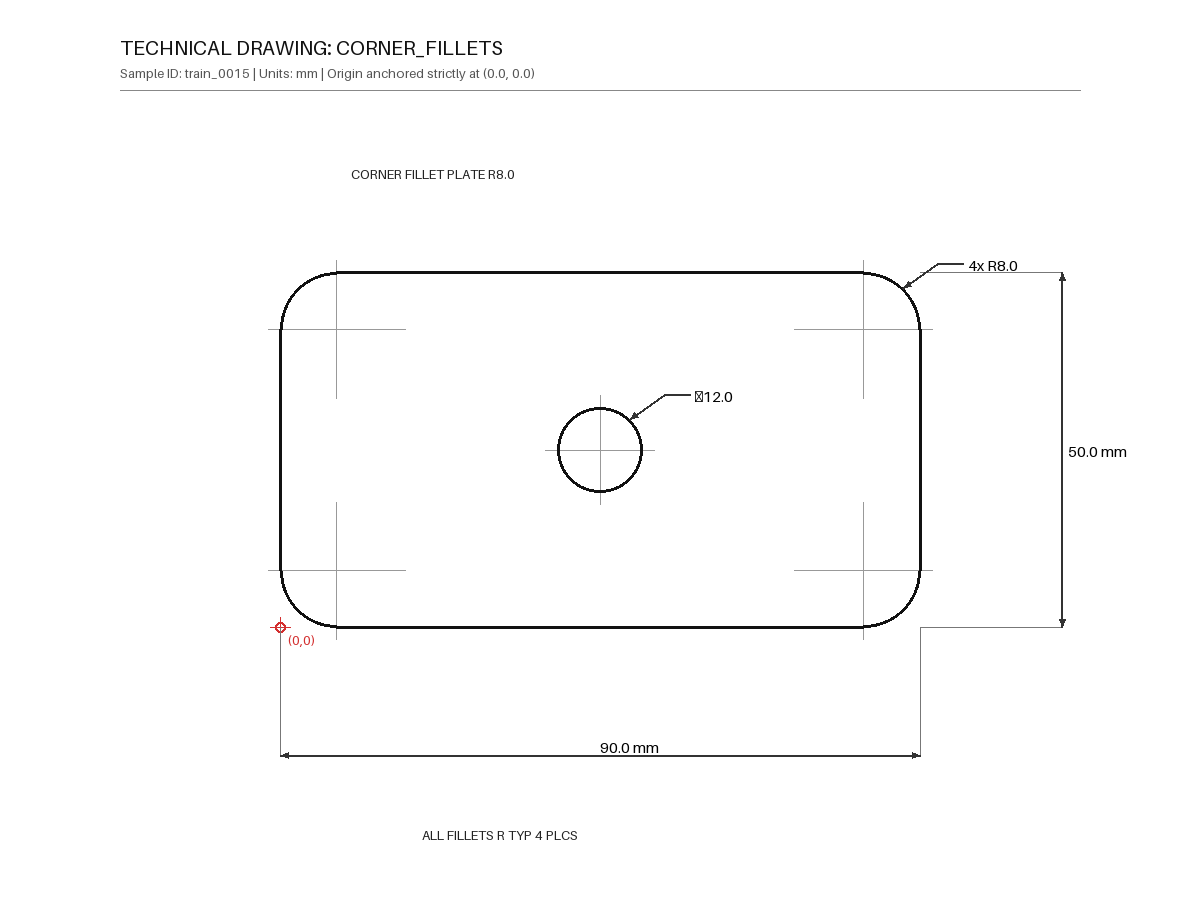 TECHNICAL DRAWING: CORNER_FILLETS
Sample ID: train_0015 | Units: mm | Origin anchored strictly at (0.0, 0.0)
CORNER FILLET PLATE R8.0
4x R8.0
12.0
50.0 mm
(0,0)
90.0 mm
ALL FILLETS R TYP 4 PLCS